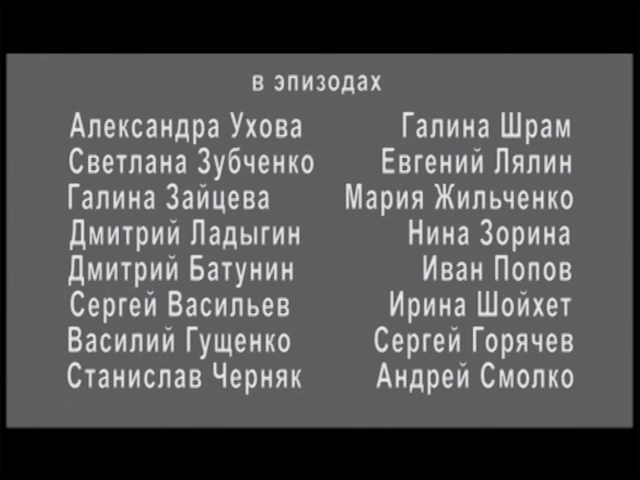 в эпизодах
Александра Ухова Галина Шрам
Светлана Зубченко Евгений Лялин
Галина Зайцева Мария Жильченко
Дмитрий Ладыгин Нина Зорина
Дмитрий Батунин Иван Попов
Сергей Васильев Ирина Шойхет
Василий Гущенко Сергей Горячев
Станислав Черняк Андрей Смолко